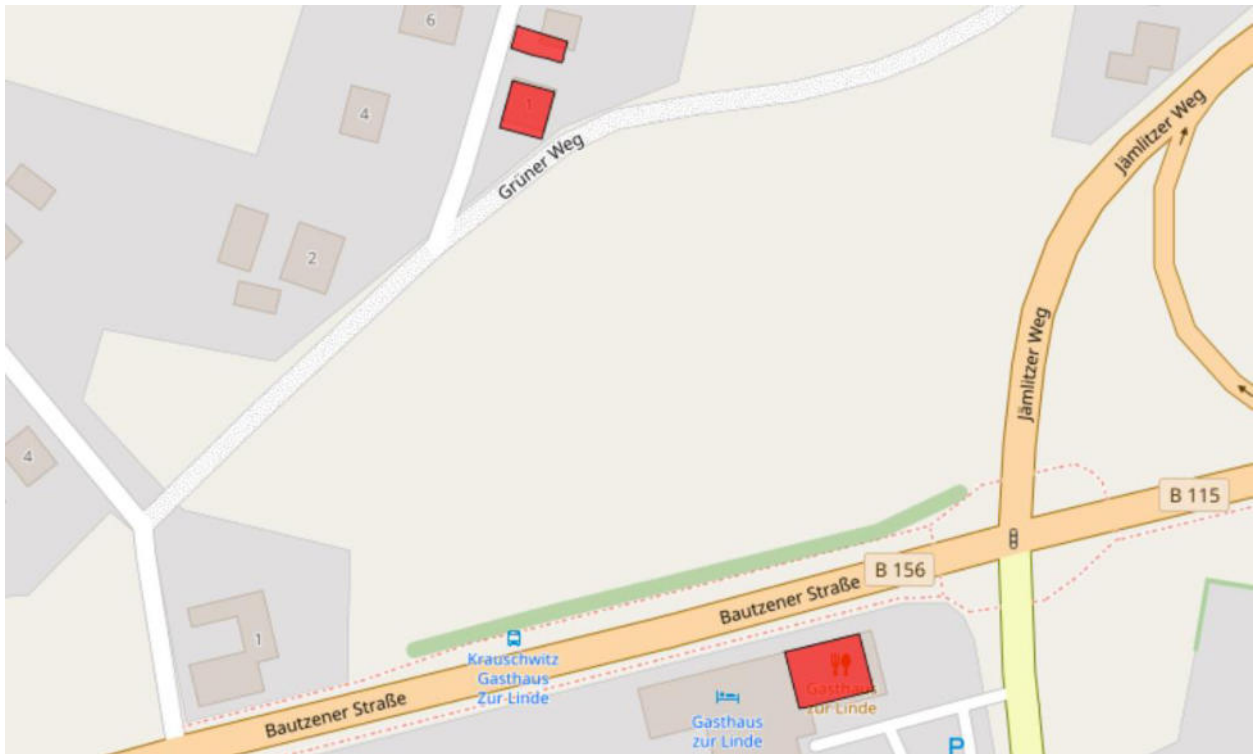 6
1
4
Grüner Weg
Jämlitzer Weg
2
Jämlitzer Weg
4
B 115
B 156
Bautzener Straße
1
Krauschwitz
Gasthaus
Zur Linde
Gasthaus
zur Linde
Bautzener Straße
Gasthaus
zur Linde
P